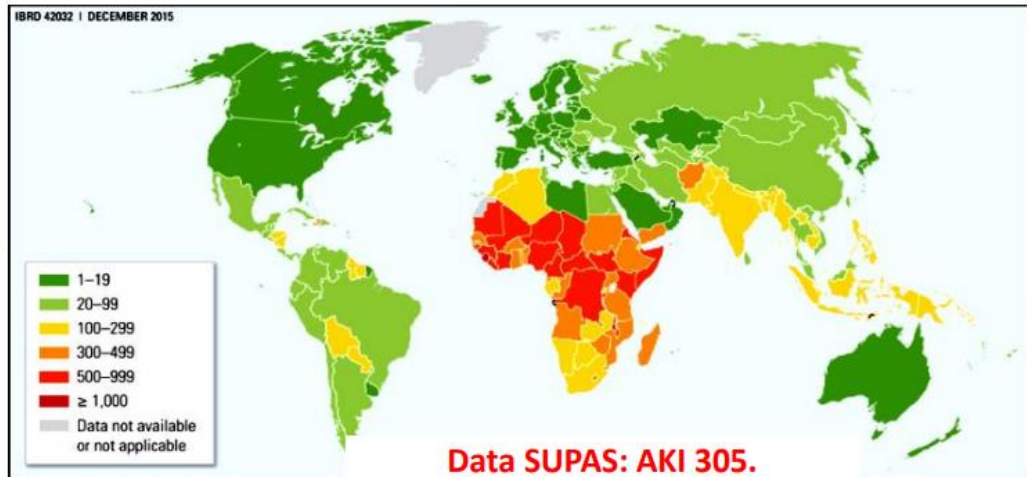 IBRD 42032 | DECEMBER 2015
1–19
20–99
100–299
300–499
500–999
≥ 1,000
Data not available
or not applicable
Data SUPAS: AKI 305.